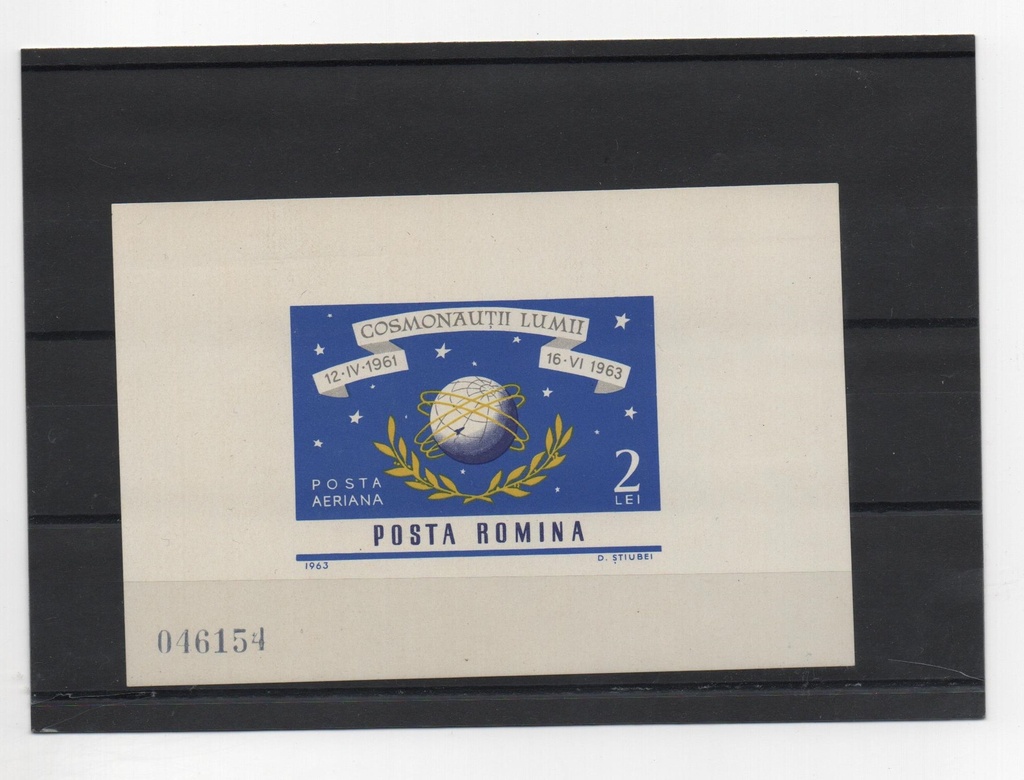 COSMONAUȚII LUMII
12·IV·1961
16·VI 1963
POSTA
AERIANA
2
LEI
POSTA ROMINA
1963
D. ȘTIUBEI
046154